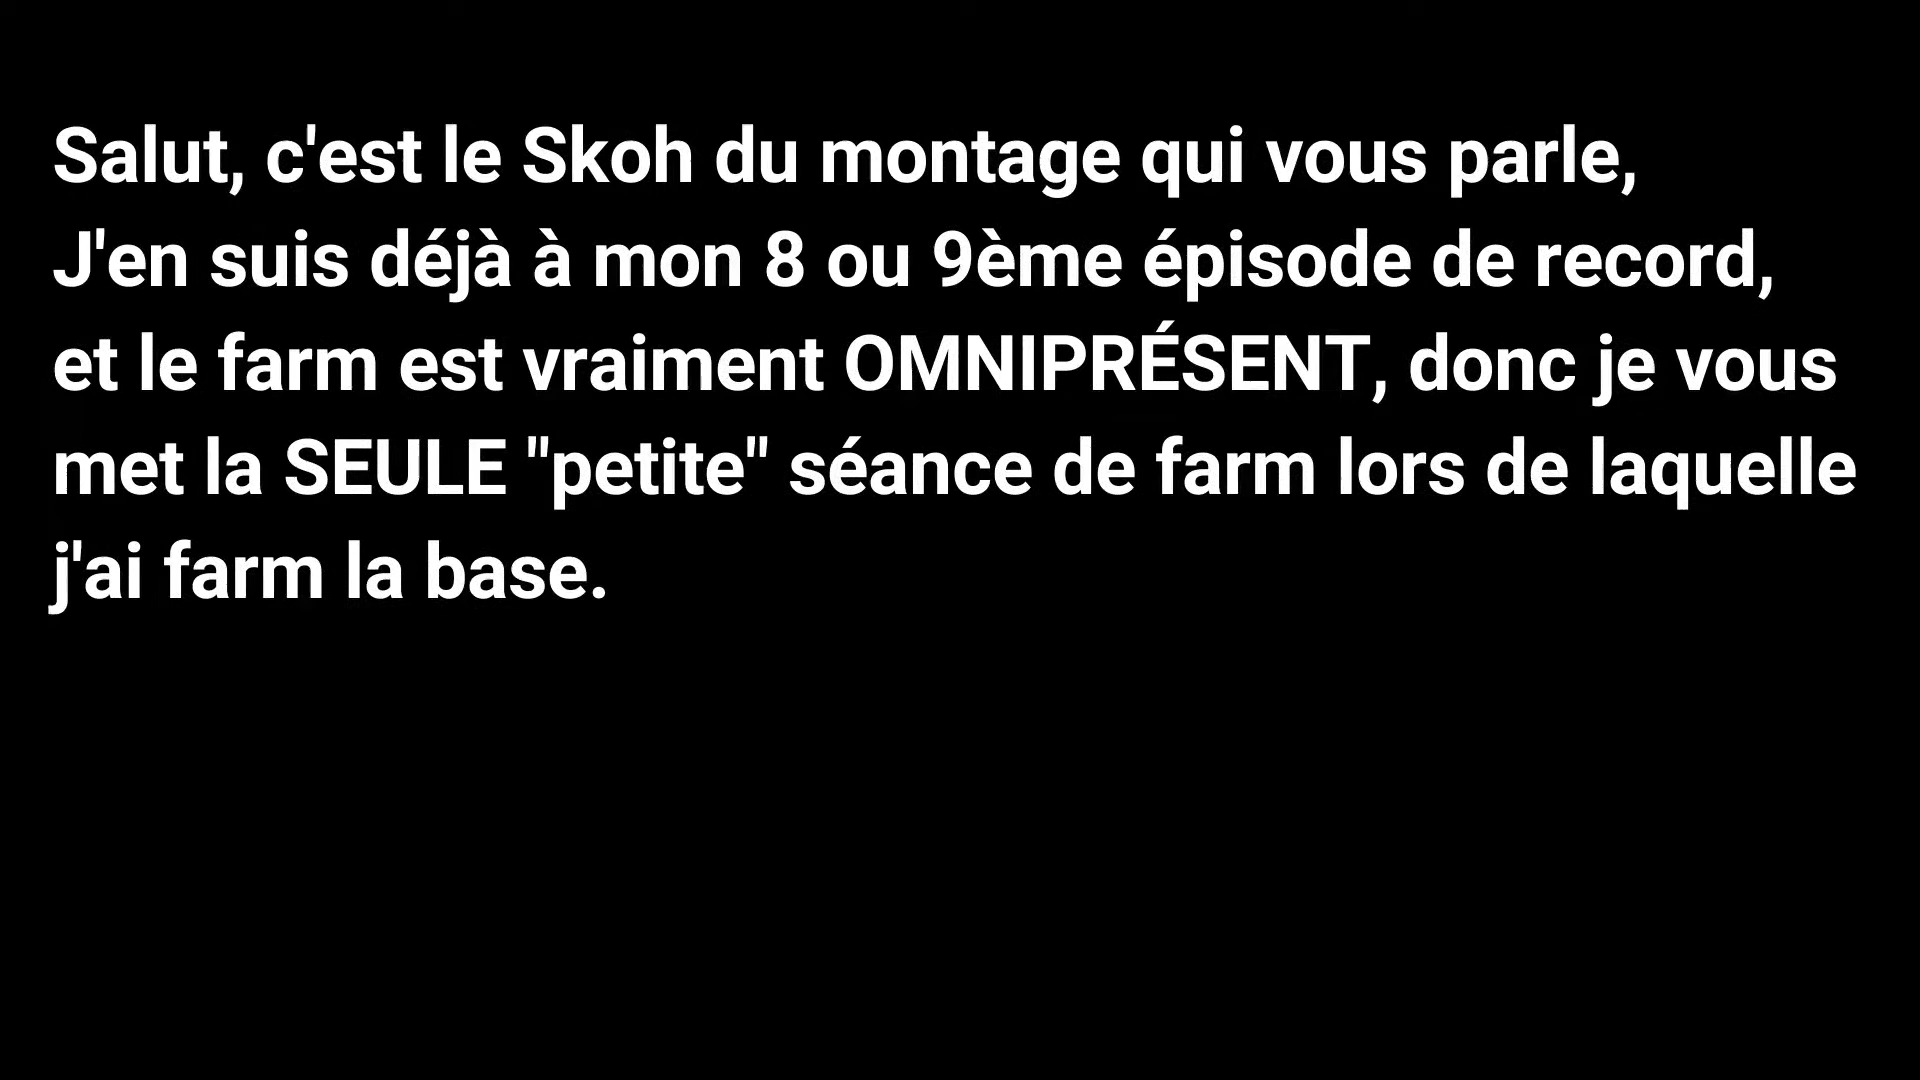 Salut, c'est le Skoh du montage qui vous parle,
J'en suis déjà à mon 8 ou 9ème épisode de record,
et le farm est vraiment OMNIPRÉSENT, donc je vous
met la SEULE "petite" séance de farm lors de laquelle
j'ai farm la base.